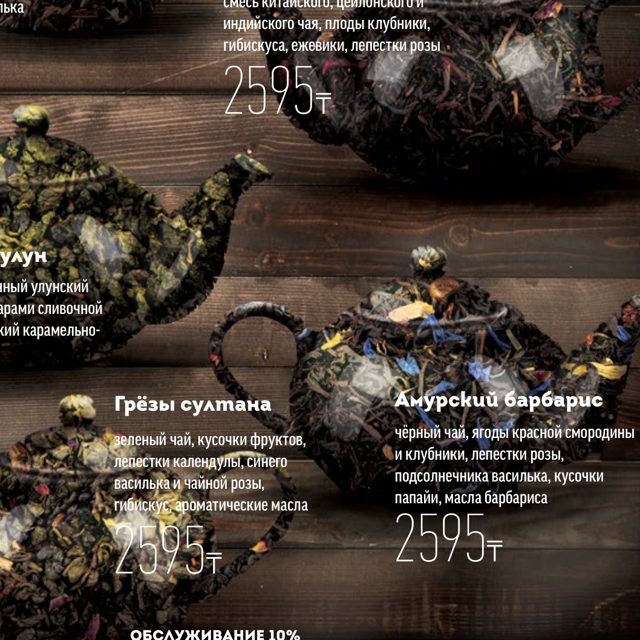 лька
смесь китайского, цейлонского и
индийского чая, плоды клубники,
гибискуса, ежевики, лепестки розы
2595₸
улун
нный улунский
арами сливочной
кий карамельно-
Грёзы султана
зеленый чай, кусочки фруктов,
лепестки календулы, синего
василька и чайной розы,
гибискус, ароматические масла
2595₸
Амурский барбарис
чёрный чай, ягоды красной смородины
и клубники, лепестки розы,
подсолнечника василька, кусочки
папайи, масла барбариса
2595₸
ОБСЛУЖИВАНИЕ 10%